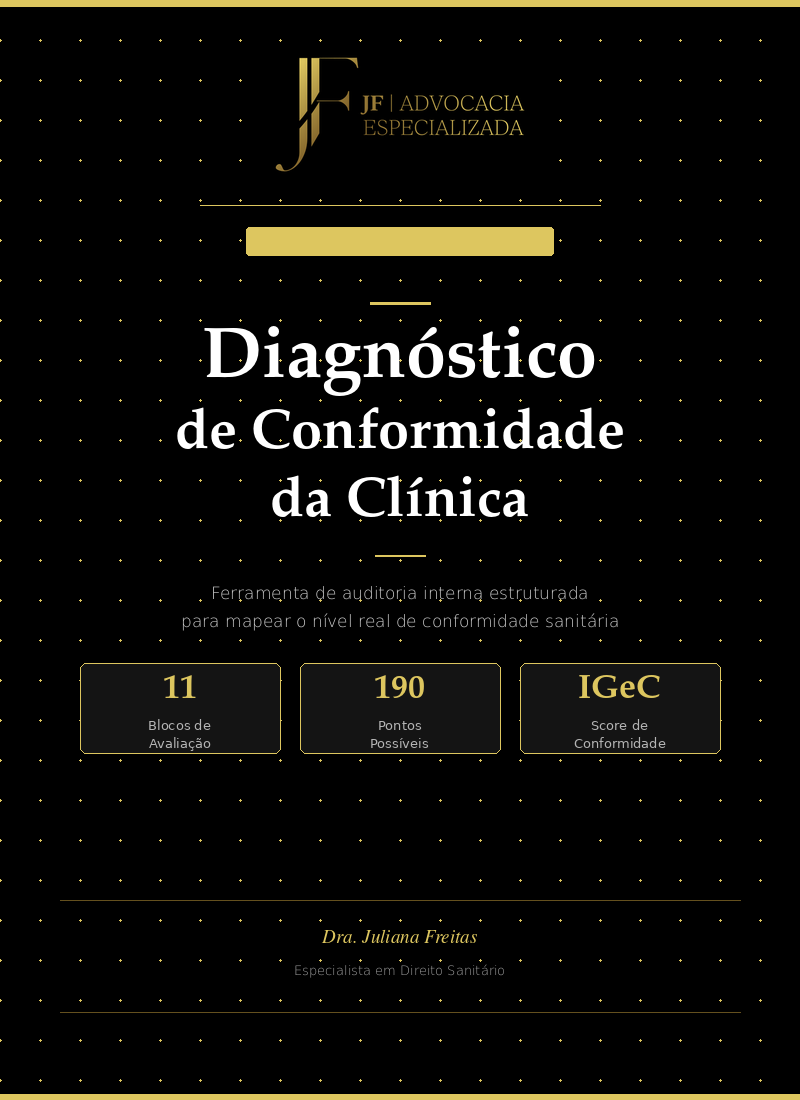 JF
JF | ADVOCACIA
ESPECIALIZADA
Diagnóstico
de Conformidade
da Clínica
Ferramenta de auditoria interna estruturada
para mapear o nível real de conformidade sanitária
11
Blocos de
Avaliação
190
Pontos
Possíveis
IGeC
Score de
Conformidade
Dra. Juliana Freitas
Especialista em Direito Sanitário